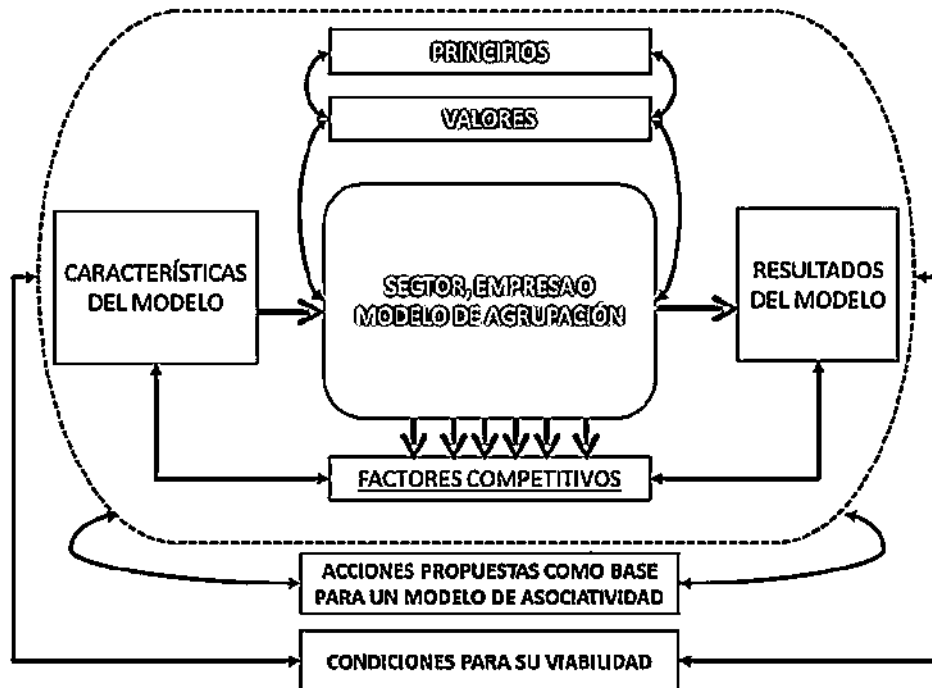 PRINCIPIOS
VALORES
CARACTERÍSTICAS
DEL MODELO
SECTOR, EMPRESA O
MODELO DE AGRUPACIÓN
RESULTADOS
DEL MODELO
FACTORES COMPETITIVOS
ACCIONES PROPUESTAS COMO BASE
PARA UN MODELO DE ASOCIATIVIDAD
CONDICIONES PARA SU VIABILIDAD